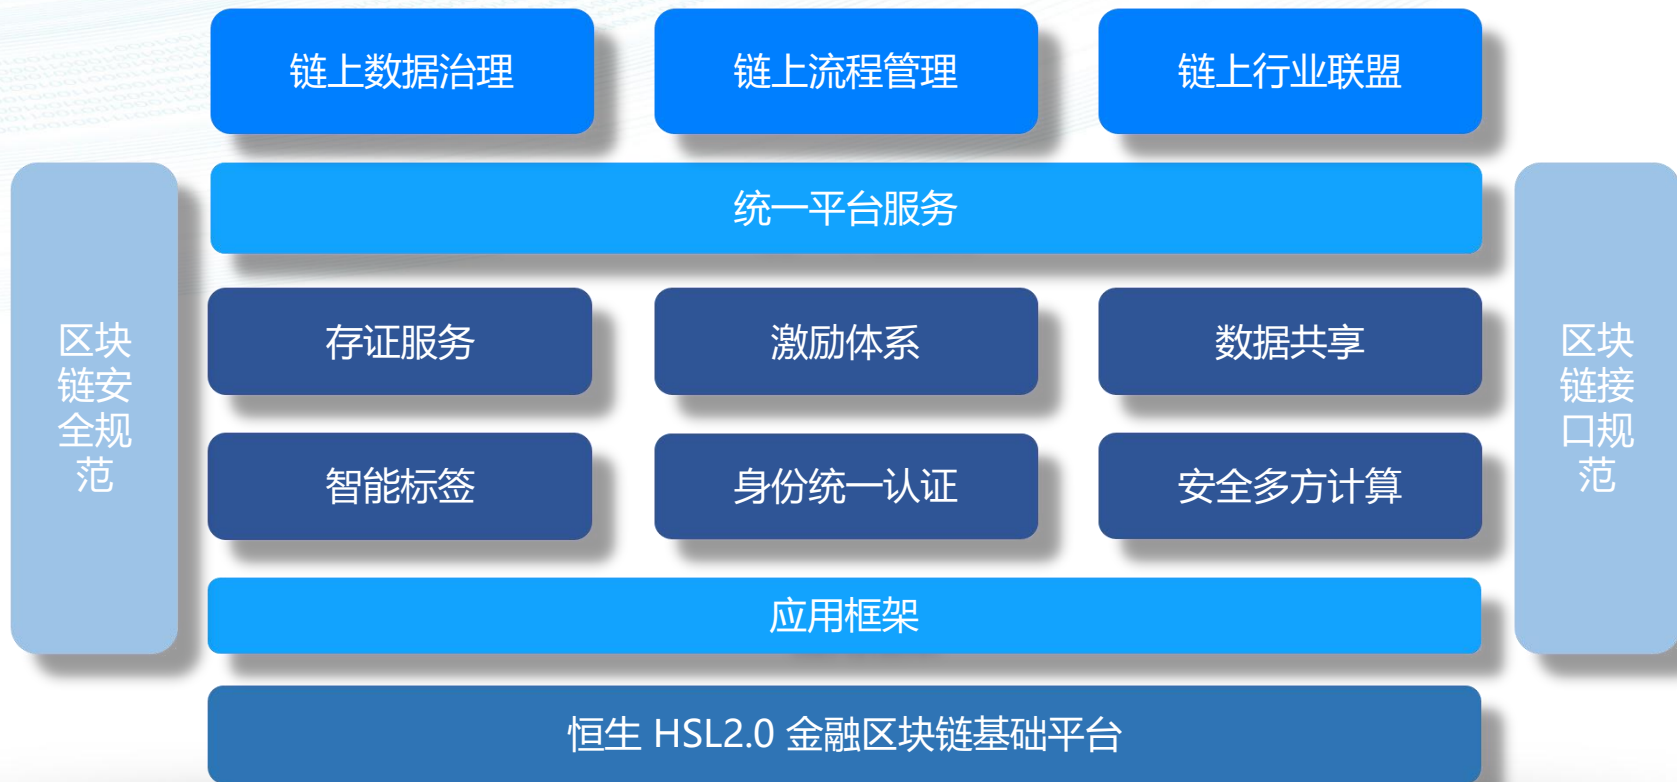 链上数据治理
链上流程管理
链上行业联盟
统一平台服务
区块
链安
全规
范
存证服务
激励体系
数据共享
智能标签
身份统一认证
安全多方计算
区块
链接
口规
范
应用框架
恒生 HSL2.0 金融区块链基础平台